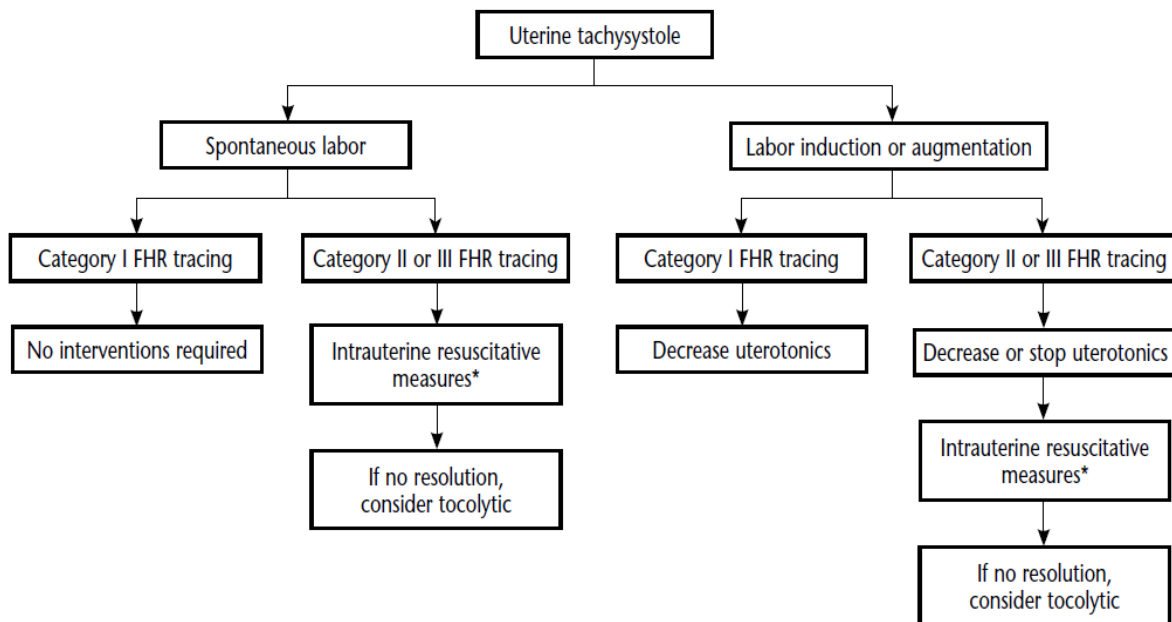 Uterine tachysystole
Spontaneous labor
Labor induction or augmentation
Category I FHR tracing
Category II or III FHR tracing
Category I FHR tracing
Category II or III FHR tracing
No interventions required
Intrauterine resuscitative
measures*
Decrease uterotonics
Decrease or stop uterotonics
If no resolution,
consider tocolytic
Intrauterine resuscitative
measures*
If no resolution,
consider tocolytic